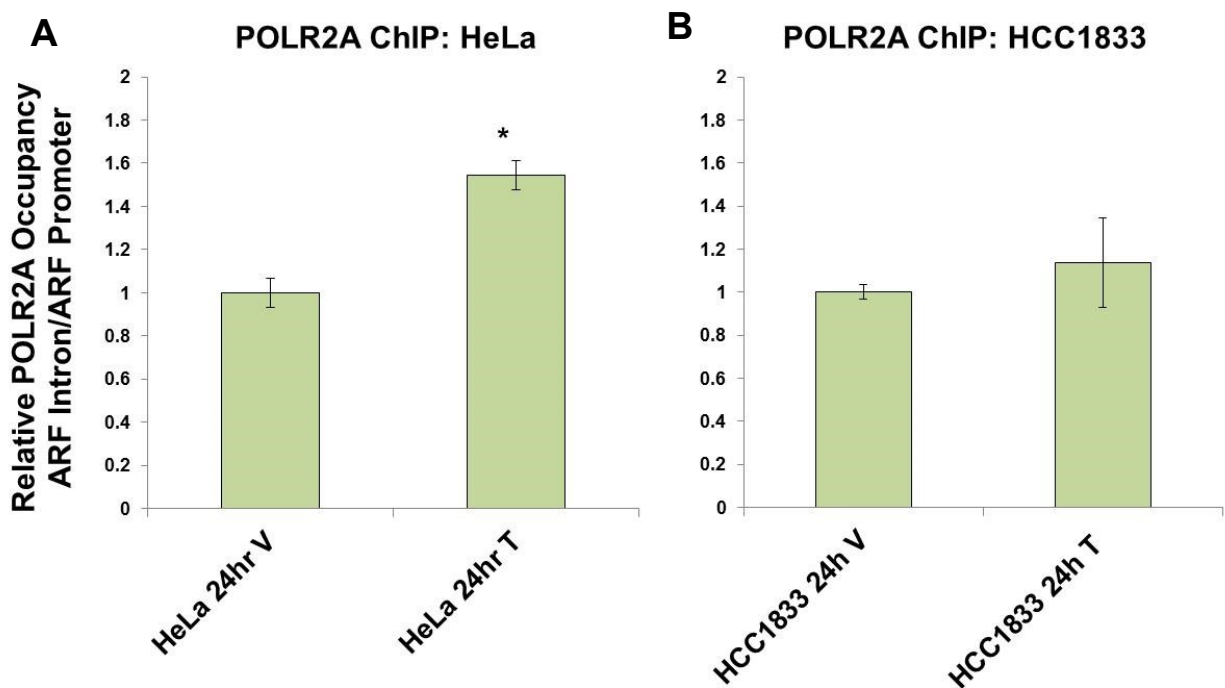 A
POLR2A ChIP: HeLa
Relative POLR2A Occupancy
ARF Intron/ARF Promoter
2
1.8
1.6
1.4
1.2
1
0.8
0.6
0.4
0.2
0
*
HeLa 24hr V
HeLa 24hr T
B
POLR2A ChIP: HCC1833
2
1.8
1.6
1.4
1.2
1
0.8
0.6
0.4
0.2
0
HCC1833 24h V
HCC1833 24h T